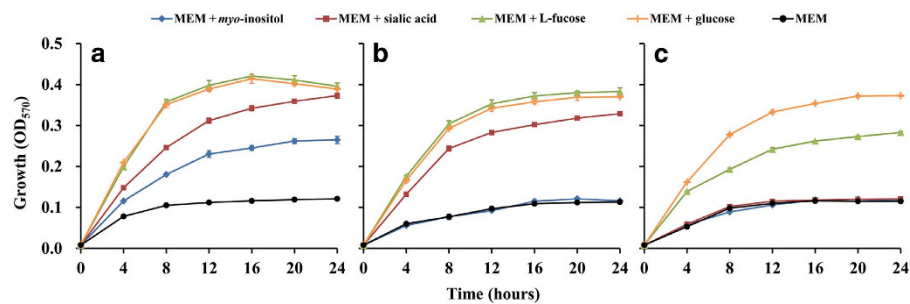 MEM + myo-inositol MEM + sialic acid MEM + L-fucose MEM + glucose MEM
a b c
Growth (OD570)
0.5
0.4
0.3
0.2
0.1
0.0
0 4 8 12 16 20 24 0 4 8 12 16 20 24 0 4 8 12 16 20 24
Time (hours)